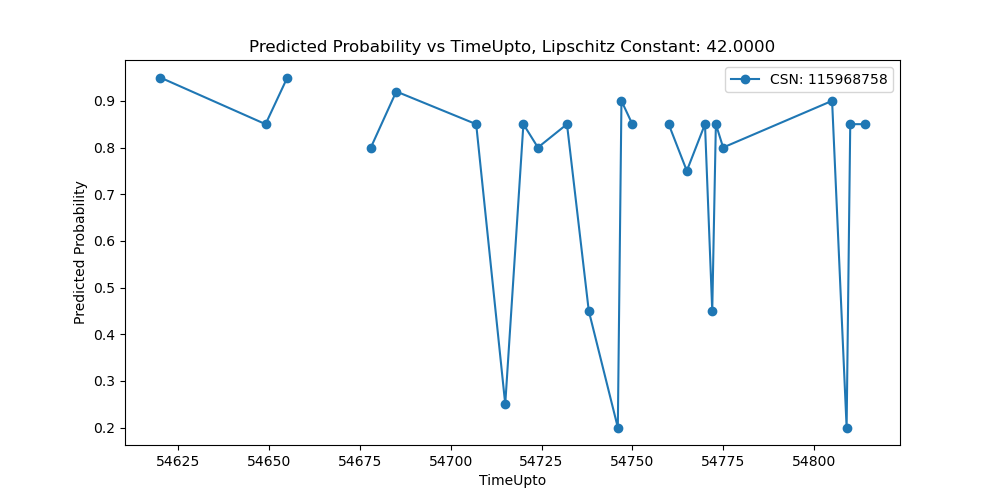 Predicted Probability vs TimeUpto, Lipschitz Constant: 42.0000
CSN: 115968758
Predicted Probability
0.9
0.8
0.7
0.6
0.5
0.4
0.3
0.2
54625 54650 54675 54700 54725 54750 54775 54800
TimeUpto